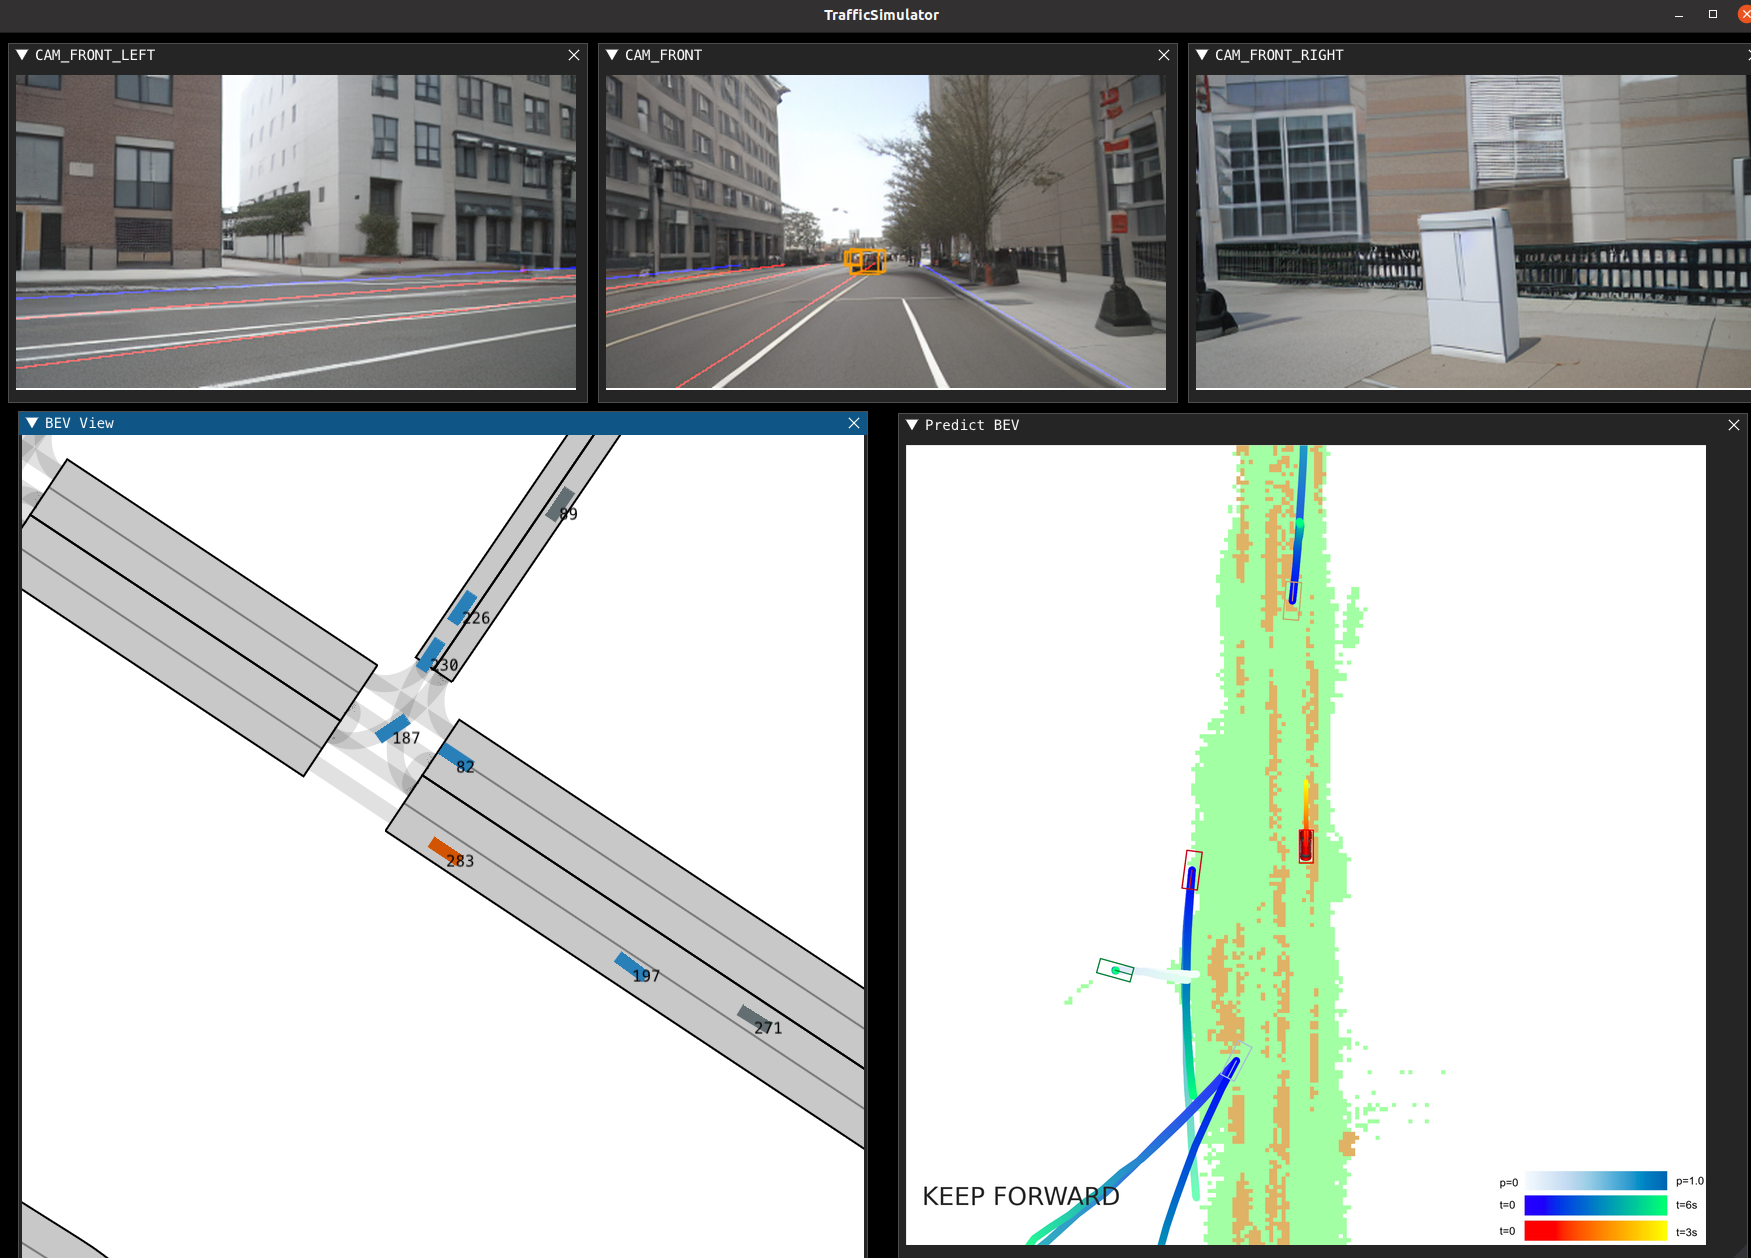 TrafficSimulator
CAM_FRONT_LEFT
CAM_FRONT
CAM_FRONT_RIGHT
BEV View
89
226
230
187
82
283
197
271
Predict BEV
KEEP FORWARD
p=0 p=1.0
t=0 t=6s
t=0 t=3s